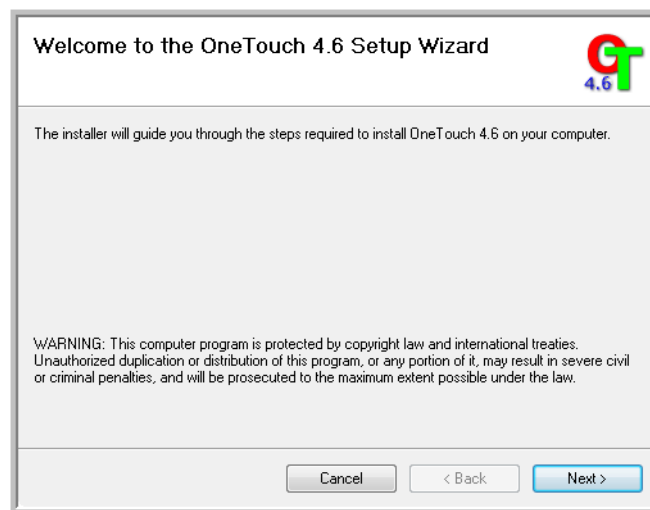 Welcome to the OneTouch 4.6 Setup Wizard
OT
4.6
The installer will guide you through the steps required to install OneTouch 4.6 on your computer.
WARNING: This computer program is protected by copyright law and international treaties.
Unauthorized duplication or distribution of this program, or any portion of it, may result in severe civil
or criminal penalties, and will be prosecuted to the maximum extent possible under the law.
Cancel
< Back
Next >